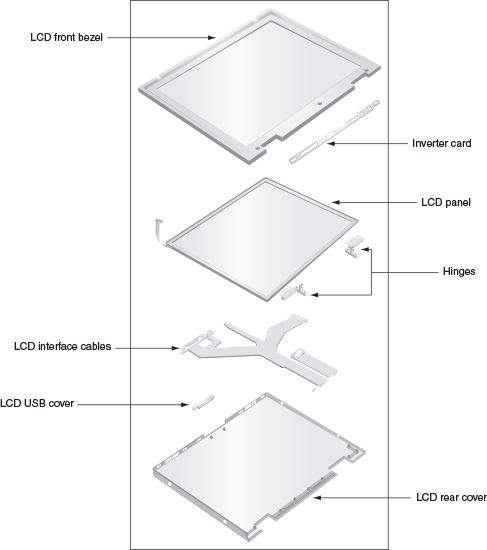 LCD front bezel
Inverter card
LCD panel
Hinges
LCD interface cables
LCD USB cover
LCD rear cover